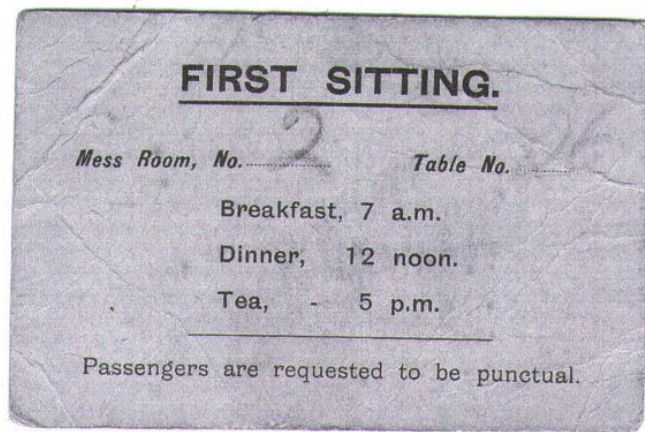 FIRST SITTING.
Mess Room, No. 2 Table No.
Breakfast, 7 a.m.
Dinner, 12 noon.
Tea, - 5 p.m.
Passengers are requested to be punctual.